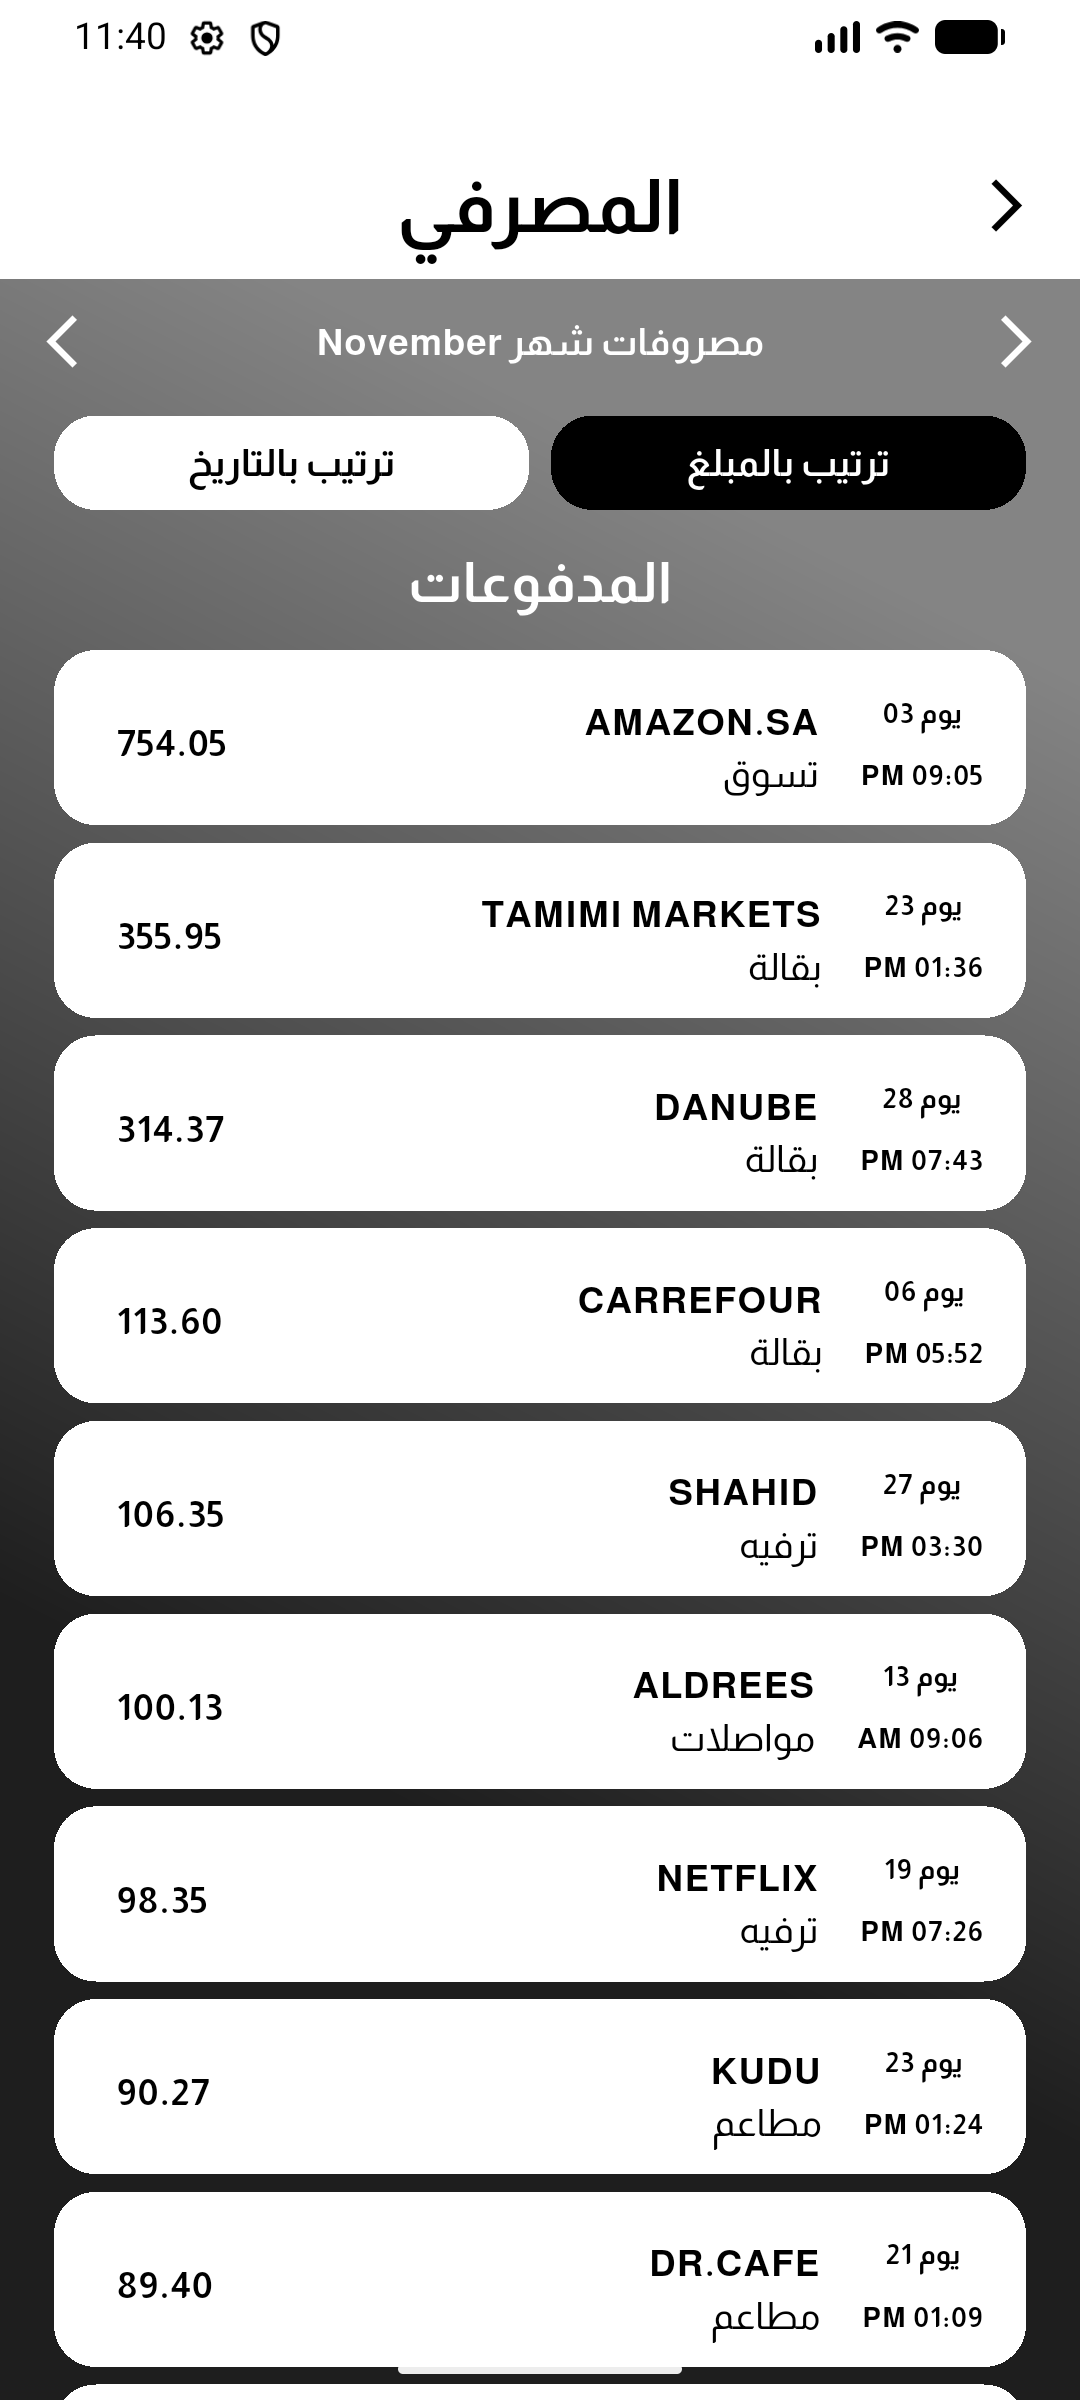 11:40
المصرفي
مصروفات شهر November
ترتيب بالمبلغ
ترتيب بالتاريخ
المدفوعات
يوم 03
09:05 PM
AMAZON.SA
تسوق
754.05
يوم 23
01:36 PM
TAMIMI MARKETS
بقالة
355.95
يوم 28
07:43 PM
DANUBE
بقالة
314.37
يوم 06
05:52 PM
CARREFOUR
بقالة
113.60
يوم 27
03:30 PM
SHAHID
ترفيه
106.35
يوم 13
09:06 AM
ALDREES
مواصلات
100.13
يوم 19
07:26 PM
NETFLIX
ترفيه
98.35
يوم 23
01:24 PM
KUDU
مطاعم
90.27
يوم 21
01:09 PM
DR.CAFE
مطاعم
89.40